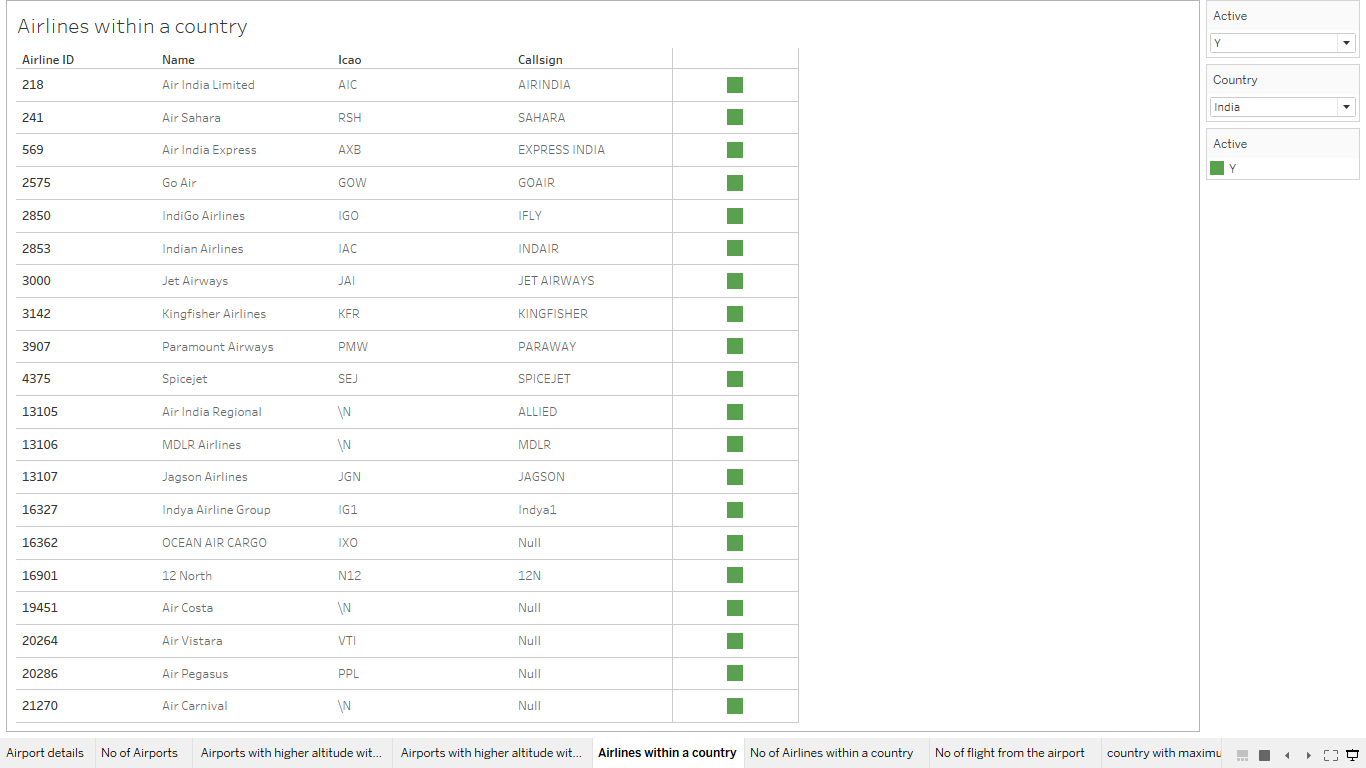 Airlines within a country
Airline ID Name Icao Callsign
218 Air India Limited AIC AIRINDIA
241 Air Sahara RSH SAHARA
569 Air India Express AXB EXPRESS INDIA
2575 Go Air GOW GOAIR
2850 IndiGo Airlines IGO IFLY
2853 Indian Airlines IAC INDAIR
3000 Jet Airways JAI JET AIRWAYS
3142 Kingfisher Airlines KFR KINGFISHER
3907 Paramount Airways PMW PARAWAY
4375 Spicejet SEJ SPICEJET
13105 Air India Regional \N ALLIED
13106 MDLR Airlines \N MDLR
13107 Jagson Airlines JGN JAGSON
16327 Indya Airline Group IG1 Indya1
16362 OCEAN AIR CARGO IXO Null
16901 12 North N12 12N
19451 Air Costa \N Null
20264 Air Vistara VTI Null
20286 Air Pegasus PPL Null
21270 Air Carnival \N Null
Active
Y
Country
India
Active
Y
Airport details No of Airports Airports with higher altitude wit... Airports with higher altitude wit... Airlines within a country No of Airlines within a country No of flight from the airport country with maximu